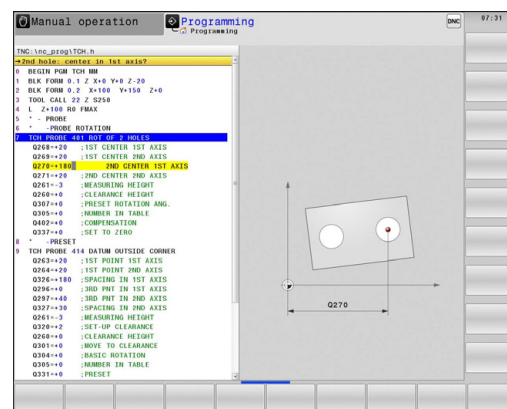 Manual operation
Programming
Programming
DNC
07:31
TNC:\nc_prog\TCH.h
→2nd hole: center in 1st axis?
0 BEGIN PGM TCH MM
1 BLK FORM 0.1 Z X+0 Y+0 Z-20
2 BLK FORM 0.2 X+100 Y+150 Z+0
3 TOOL CALL 22 Z S250
4 L Z+100 R0 FMAX
5 * - PROBE
6 * -PROBE ROTATION
7 TCH PROBE 401 ROT OF 2 HOLES
Q268=+20 ;1ST CENTER 1ST AXIS
Q269=+20 ;1ST CENTER 2ND AXIS
Q270=+180 2ND CENTER 1ST AXIS
Q271=+20 ;2ND CENTER 2ND AXIS
Q261=-3 ;MEASURING HEIGHT
Q260=+0 ;CLEARANCE HEIGHT
Q307=+0 ;PRESET ROTATION ANG.
Q305=+0 ;NUMBER IN TABLE
Q402=+0 ;COMPENSATION
Q337=+0 ;SET TO ZERO
8 * -PRESET
9 TCH PROBE 414 DATUM OUTSIDE CORNER
Q263=+20 ;1ST POINT 1ST AXIS
Q264=+20 ;1ST POINT 2ND AXIS
Q326=+180 ;SPACING IN 1ST AXIS
Q296=+0 ;3RD PNT IN 1ST AXIS
Q297=+40 ;3RD PNT IN 2ND AXIS
Q327=+30 ;SPACING IN 2ND AXIS
Q261=-3 ;MEASURING HEIGHT
Q320=+2 ;SET-UP CLEARANCE
Q260=+0 ;CLEARANCE HEIGHT
Q301=+0 ;MOVE TO CLEARANCE
Q304=+0 ;BASIC ROTATION
Q305=+0 ;NUMBER IN TABLE
Q331=+0 ;PRESET
Q270